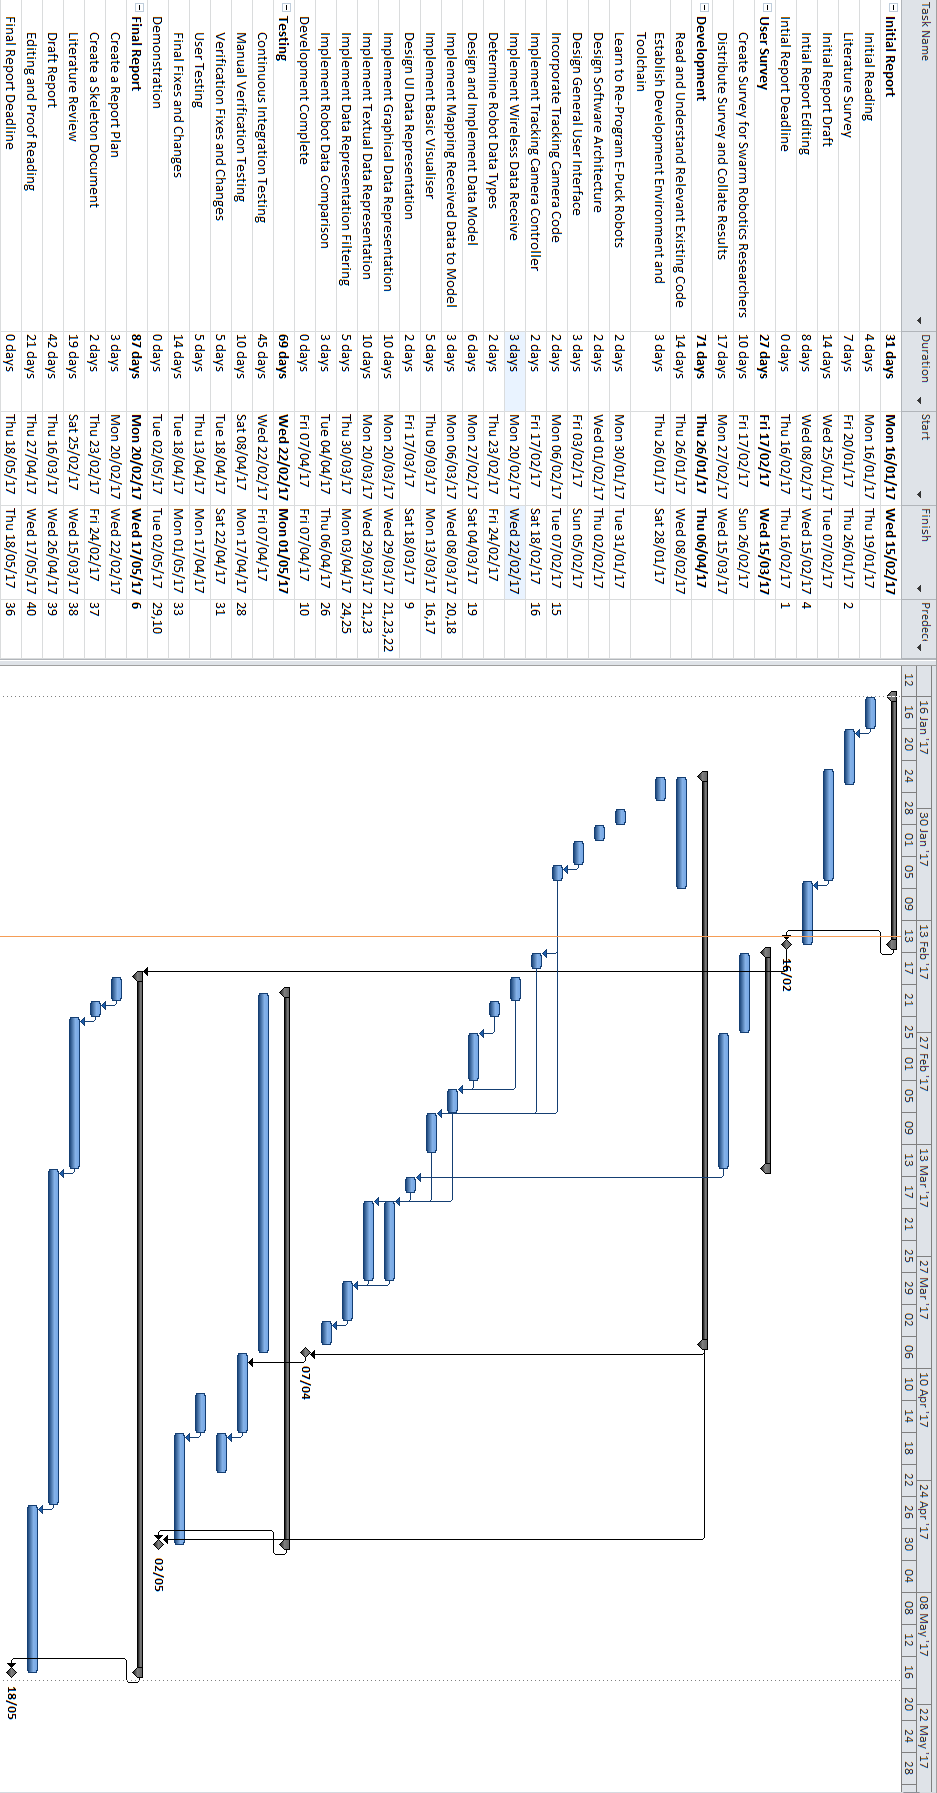 Task Name Duration Start Finish Predec
Initial Report 31 days Mon 16/01/17 Wed 15/02/17
Initial Reading 4 days Mon 16/01/17 Thu 19/01/17
Literature Survey 7 days Fri 20/01/17 Thu 26/01/17 2
Initial Report Draft 14 days Wed 25/01/17 Tue 07/02/17
Intial Report Editing 8 days Wed 08/02/17 Wed 15/02/17 4
Intial Report Deadline 0 days Thu 16/02/17 Thu 16/02/17 1
User Survey 27 days Fri 17/02/17 Wed 15/03/17
Create Survey for Swarm Robotics Researchers 10 days Fri 17/02/17 Sun 26/02/17
Distribute Survey and Collate Results 17 days Mon 27/02/17 Wed 15/03/17
Development 71 days Thu 26/01/17 Thu 06/04/17
Read and Understand Relevant Existing Code 14 days Thu 26/01/17 Wed 08/02/17
Establish Development Environment and
Toolchain 3 days Thu 26/01/17 Sat 28/01/17
Learn to Re-Program E-Puck Robots 2 days Mon 30/01/17 Tue 31/01/17
Design Software Architecture 2 days Wed 01/02/17 Thu 02/02/17
Design General User Interface 3 days Fri 03/02/17 Sun 05/02/17
Incorporate Tracking Camera Code 2 days Mon 06/02/17 Tue 07/02/17 15
Implement Tracking Camera Controller 2 days Fri 17/02/17 Sat 18/02/17 16
Implement Wireless Data Receive 3 days Mon 20/02/17 Wed 22/02/17
Determine Robot Data Types 2 days Thu 23/02/17 Fri 24/02/17
Design and Implement Data Model 6 days Mon 27/02/17 Sat 04/03/17 19
Implement Mapping Received Data to Model 3 days Mon 06/03/17 Wed 08/03/17 20,18
Implement Basic Visualiser 5 days Thu 09/03/17 Mon 13/03/17 16,17
Design UI Data Representation 2 days Fri 17/03/17 Sat 18/03/17 9
Implement Graphical Data Representation 10 days Mon 20/03/17 Wed 29/03/17 21,23,22
Implement Textual Data Representation 10 days Mon 20/03/17 Wed 29/03/17 21,23
Implement Data Representation Filtering 5 days Thu 30/03/17 Mon 03/04/17 24,25
Implement Robot Data Comparison 3 days Tue 04/04/17 Thu 06/04/17 26
Development Complete 0 days Fri 07/04/17 Fri 07/04/17 10
Testing 69 days Wed 22/02/17 Mon 01/05/17
Continuous Integration Testing 45 days Wed 22/02/17 Fri 07/04/17
Manual Verification Testing 10 days Sat 08/04/17 Mon 17/04/17 28
Verification Fixes and Changes 5 days Tue 18/04/17 Sat 22/04/17 31
User Testing 5 days Thu 13/04/17 Mon 17/04/17
Final Fixes and Changes 14 days Tue 18/04/17 Mon 01/05/17 33
Demonstration 0 days Tue 02/05/17 Tue 02/05/17 29,10
Final Report 87 days Mon 20/02/17 Wed 17/05/17 6
Create a Report Plan 3 days Mon 20/02/17 Wed 22/02/17
Create a Skeleton Document 2 days Thu 23/02/17 Fri 24/02/17 37
Literature Review 19 days Sat 25/02/17 Wed 15/03/17 38
Draft Report 42 days Thu 16/03/17 Wed 26/04/17 39
Editing and Proof Reading 21 days Thu 27/04/17 Wed 17/05/17 40
Final Report Deadline 0 days Thu 18/05/17 Thu 18/05/17 36
16 Jan '17 30 Jan '17 13 Feb '17 27 Feb '17 13 Mar '17 27 Mar '17 10 Apr '17 24 Apr '17 08 May '17 22 May '17
12 16 20 24 28 01 05 09 13 17 21 25 01 05 09 13 17 21 25 29 02 06 10 14 18 22 26 30 04 08 12 16 20 24 28
16/02
07/04
02/05
18/05